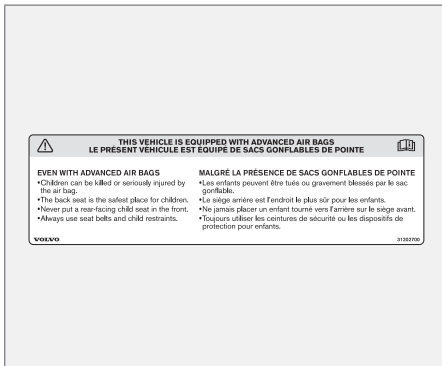 THIS VEHICLE IS EQUIPPED WITH ADVANCED AIR BAGS
LE PRÉSENT VÉHICULE EST ÉQUIPÉ DE SACS GONFLABLES DE POINTE
EVEN WITH ADVANCED AIR BAGS
•Children can be killed or seriously injured by
the air bag.
•The back seat is the safest place for children.
•Never put a rear-facing child seat in the front.
•Always use seat belts and child restraints.
VOLVO
MALGRÉ LA PRÉSENCE DE SACS GONFLABLES DE POINTE
•Les enfants peuvent être tués ou gravement blessés par le sac
gonflable.
•Le siège arrière est l'endroit le plus sûr pour les enfants.
•Ne jamais placer un enfant tourné vers l'arrière sur le siège avant.
•Toujours utiliser les ceintures de sécurité ou les dispositifs de
protection pour enfants.
31202700